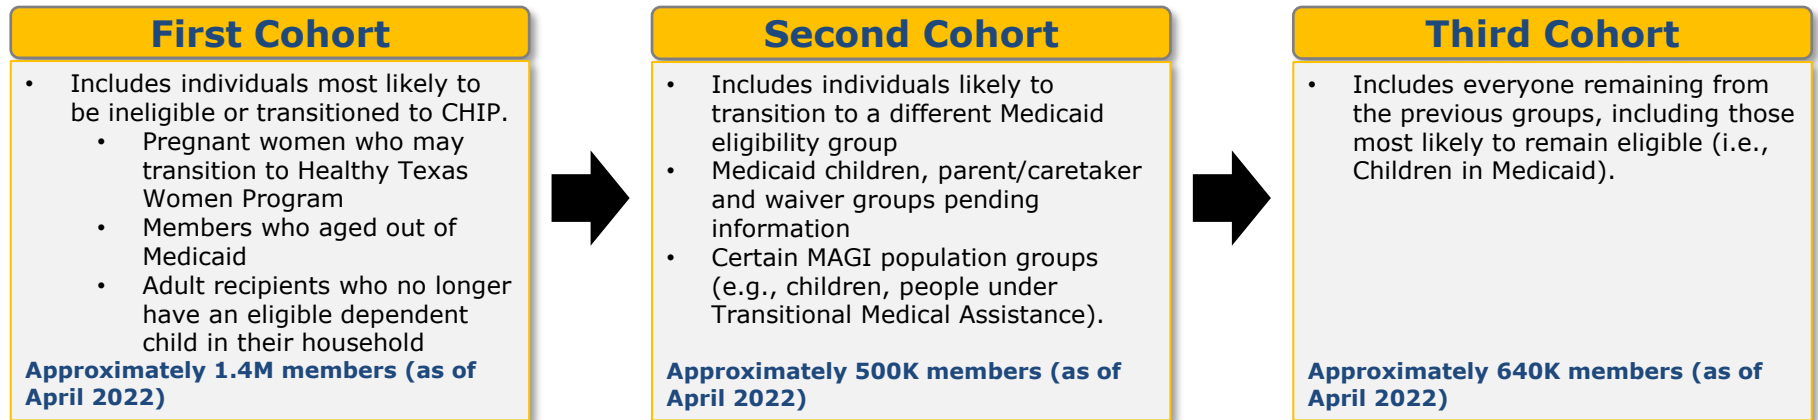 First Cohort
• Includes individuals most likely to
be ineligible or transitioned to CHIP.
• Pregnant women who may
transition to Healthy Texas
Women Program
• Members who aged out of
Medicaid
• Adult recipients who no longer
have an eligible dependent
child in their household
Approximately 1.4M members (as of
April 2022)
Second Cohort
• Includes individuals likely to
transition to a different Medicaid
eligibility group
• Medicaid children, parent/caretaker
and waiver groups pending
information
• Certain MAGI population groups
(e.g., children, people under
Transitional Medical Assistance).
Approximately 500K members (as of
April 2022)
Third Cohort
• Includes everyone remaining from
the previous groups, including those
most likely to remain eligible (i.e.,
Children in Medicaid).
Approximately 640K members (as of
April 2022)